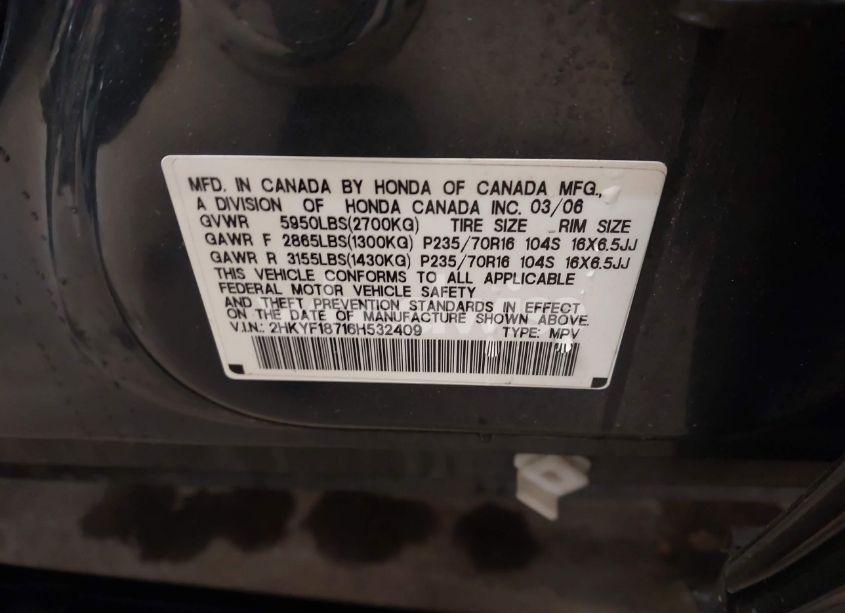 MFD. IN CANADA BY HONDA OF CANADA MFG.,
A DIVISION OF HONDA CANADA INC. 03/06
GVWR 5950LBS(2700KG) TIRE SIZE RIM SIZE
GAWR F 2865LBS(1300KG) P235/70R16 104S 16X6.5JJ
GAWR R 3155LBS(1430KG) P235/70R16 104S 16X6.5JJ
THIS VEHICLE CONFORMS TO ALL APPLICABLE
FEDERAL MOTOR VEHICLE SAFETY
AND THEFT PREVENTION STANDARDS IN EFFECT
ON THE DATE OF MANUFACTURE SHOWN ABOVE.
V.I.N.: 2HKYF18716H532409 TYPE: MPV